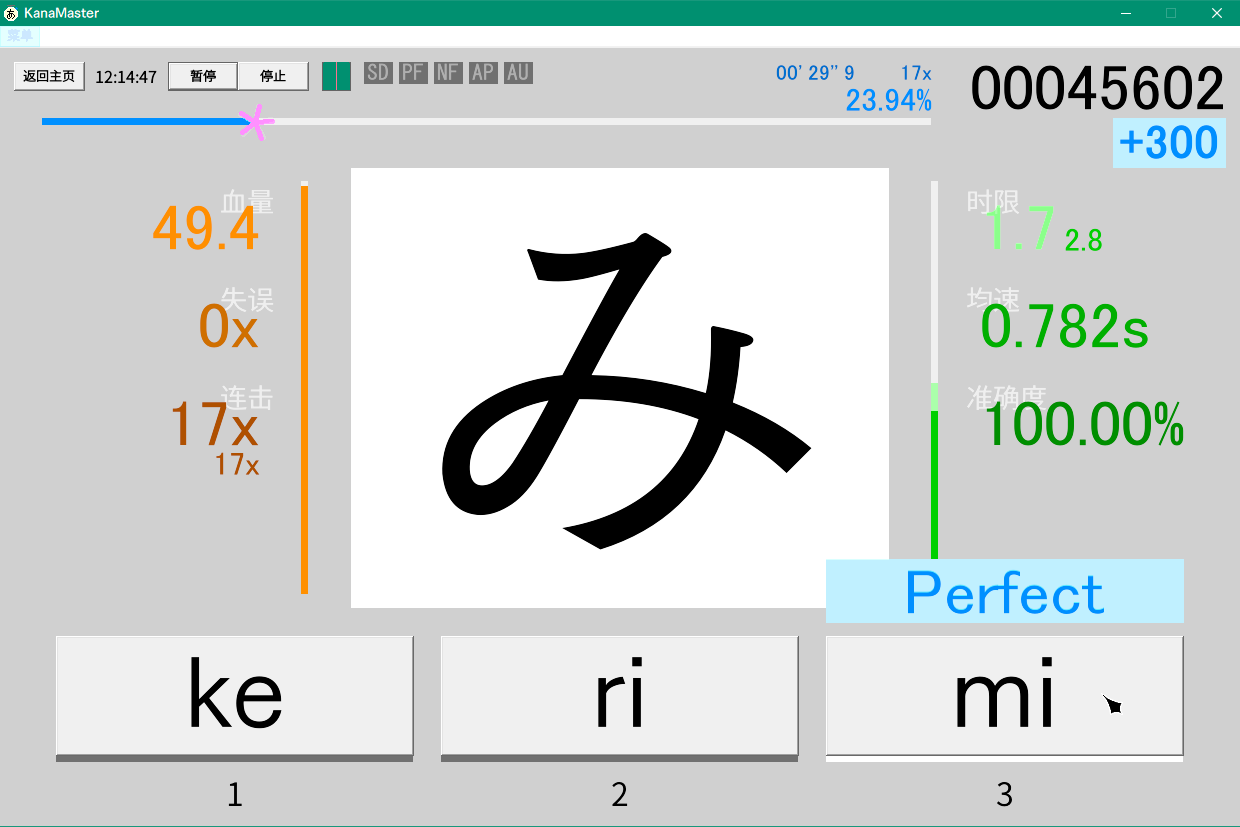 KanaMaster
菜单
返回主页 12:14:47 暂停 停止 SD PF NF AP AU
00'29"9 17x
23.94%
00045602
+300
血量
49.4
失误
0x
连击
17x
17x
み
时限
1.7 2.8
均速
0.782s
准确度
100.00%
Perfect
ke ri mi
1 2 3